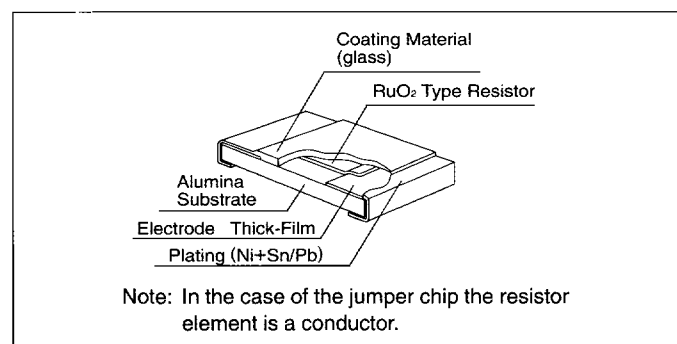 Coating Material
(glass)
RuO₂ Type Resistor
Alumina
Substrate
Electrode Thick-Film
Plating (Ni+Sn/Pb)
Note: In the case of the jumper chip the resistor
element is a conductor.